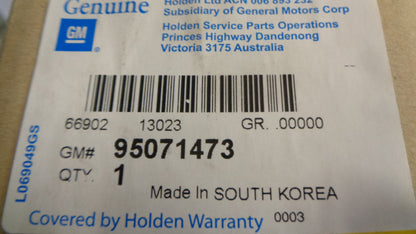 Genuine
GM
Holden Ltd ACN 006 893 232
Subsidiary of General Motors Corp
Holden Service Parts Operations
Princes Highway Dandenong
Victoria 3175 Australia
66902 13023 GR. .00000
GM# 95071473
QTY. 1
Made In SOUTH KOREA
Covered by Holden Warranty 0003
L069049GS